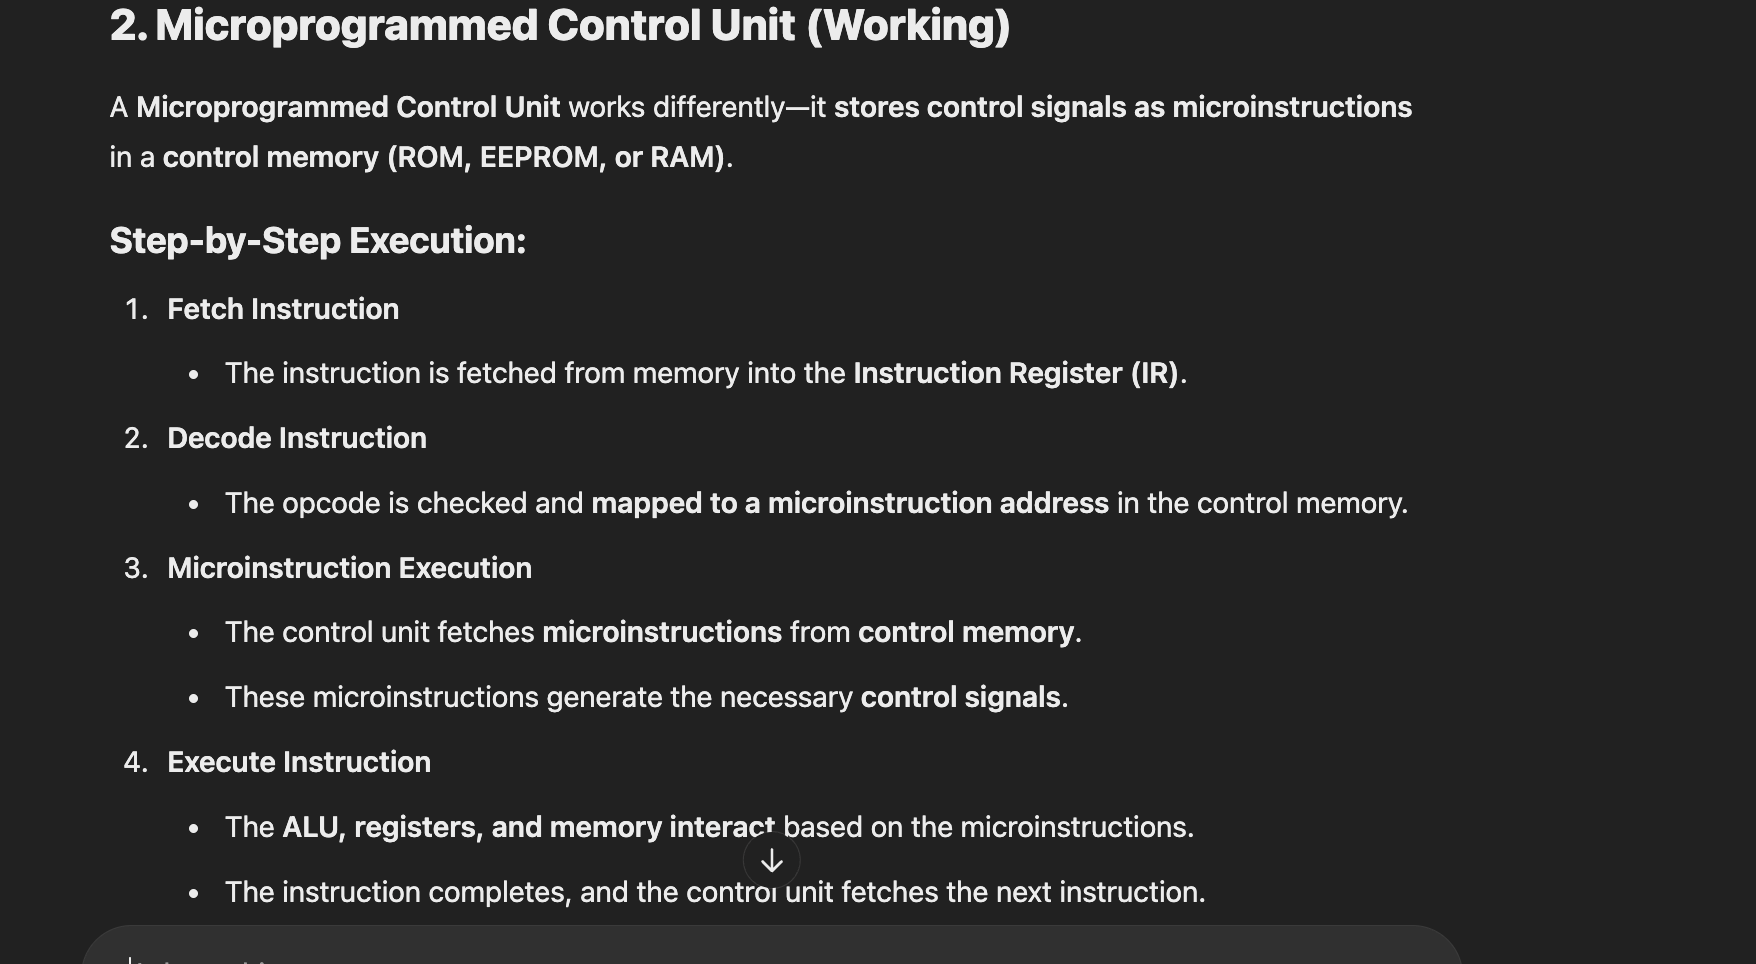 2. Microprogrammed Control Unit (Working)
A Microprogrammed Control Unit works differently—it stores control signals as microinstructions
in a control memory (ROM, EEPROM, or RAM).
Step-by-Step Execution:
1. Fetch Instruction
• The instruction is fetched from memory into the Instruction Register (IR).
2. Decode Instruction
• The opcode is checked and mapped to a microinstruction address in the control memory.
3. Microinstruction Execution
• The control unit fetches microinstructions from control memory.
• These microinstructions generate the necessary control signals.
4. Execute Instruction
• The ALU, registers, and memory interact based on the microinstructions.
• The instruction completes, and the control unit fetches the next instruction.